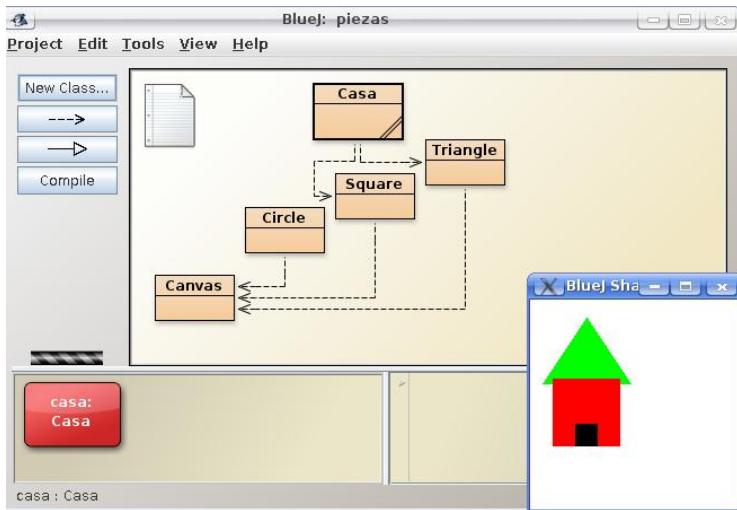 BlueJ: piezas
Project Edit Tools View Help
New Class...
Compile
Casa
Triangle
Square
Circle
Canvas
BlueJ Sha
casa:
Casa
casa : Casa